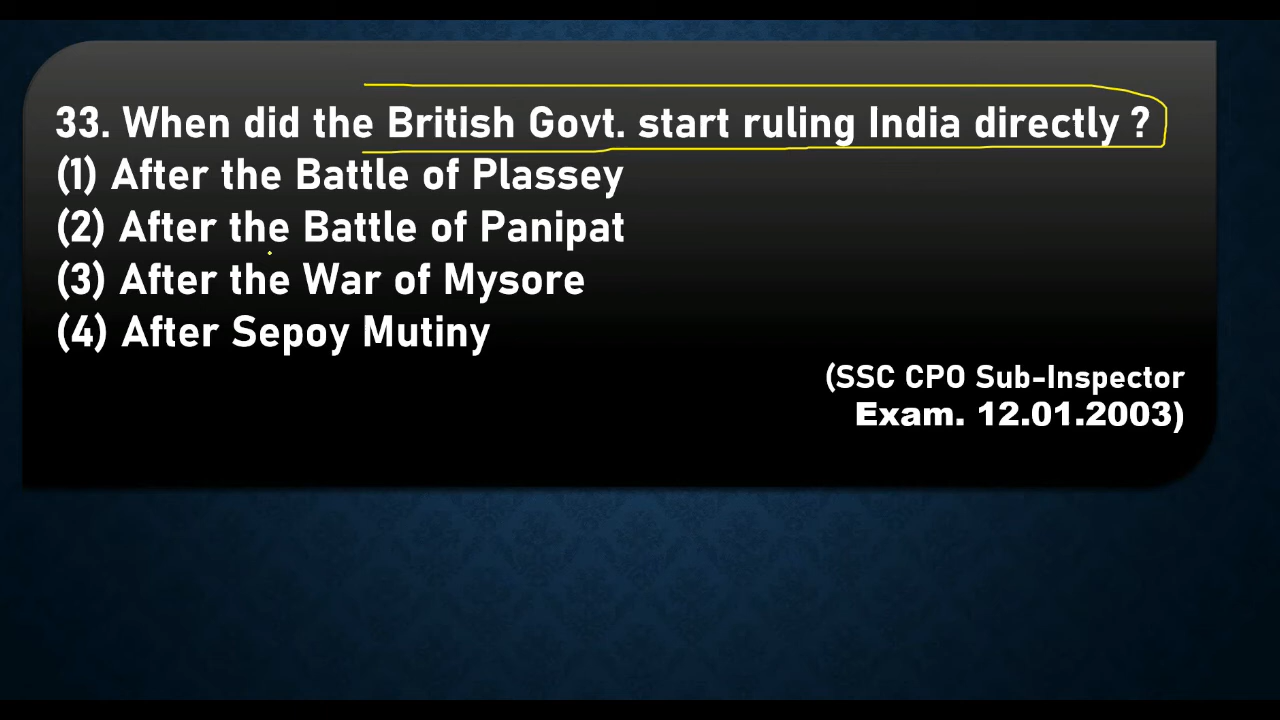 33. When did the British Govt. start ruling India directly ?
(1) After the Battle of Plassey
(2) After the Battle of Panipat
(3) After the War of Mysore
(4) After Sepoy Mutiny
(SSC CPO Sub-Inspector
Exam. 12.01.2003)